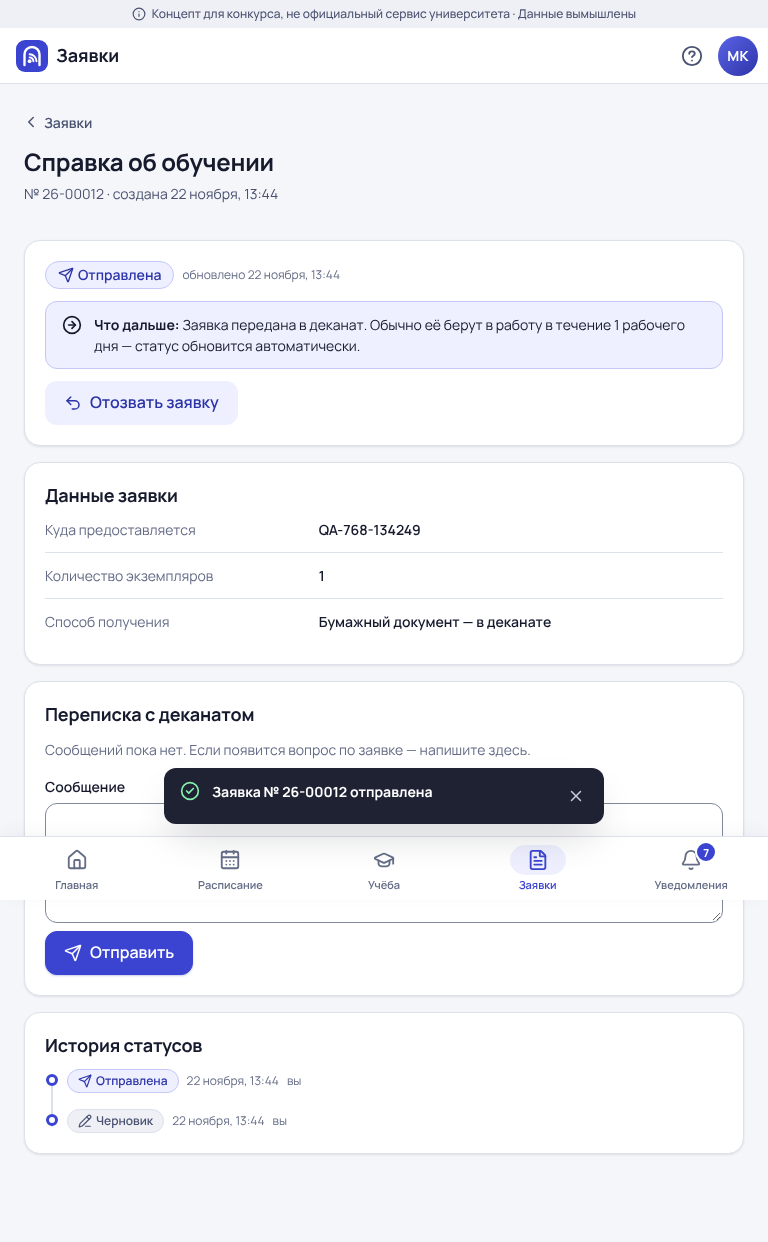 Концепт для конкурса, не официальный сервис университета · Данные вымышлены
Заявки
МК
Заявки
Справка об обучении
№ 26-00012 · создана 22 ноября, 13:44
Отправлена
обновлено 22 ноября, 13:44
Что дальше: Заявка передана в деканат. Обычно её берут в работу в течение 1 рабочего
дня — статус обновится автоматически.
Отозвать заявку
Данные заявки
Куда предоставляется
QA-768-134249
Количество экземпляров
1
Способ получения
Бумажный документ — в деканате
Переписка с деканатом
Сообщений пока нет. Если появится вопрос по заявке — напишите здесь.
Сообщение
Заявка № 26-00012 отправлена
Главная
Расписание
Учёба
Заявки
7
Уведомления
Отправить
История статусов
Отправлена
22 ноября, 13:44 вы
Черновик
22 ноября, 13:44 вы